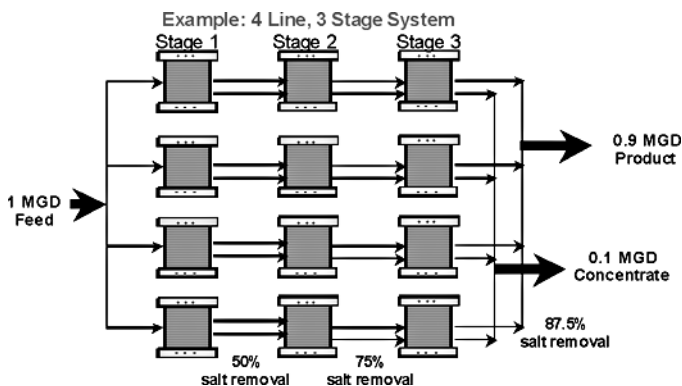 Example: 4 Line, 3 Stage System
Stage 1 Stage 2 Stage 3
0.9 MGD
Product
1 MGD
Feed
0.1 MGD
Concentrate
87.5%
salt removal
50%
salt removal
75%
salt removal